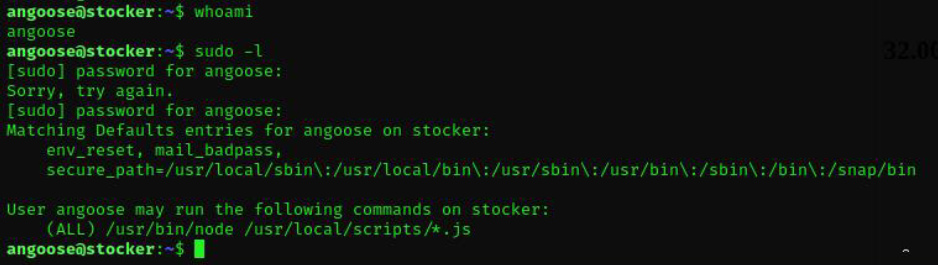 angoose@stocker:~$ whoami
angoose
angoose@stocker:~$ sudo -l
[sudo] password for angoose:
Sorry, try again.
[sudo] password for angoose:
Matching Defaults entries for angoose on stocker:
    env_reset, mail_badpass,
    secure_path=/usr/local/sbin\:/usr/local/bin\:/usr/sbin\:/usr/bin\:/sbin\:/bin\:/snap/bin

User angoose may run the following commands on stocker:
    (ALL) /usr/bin/node /usr/local/scripts/*.js
angoose@stocker:~$